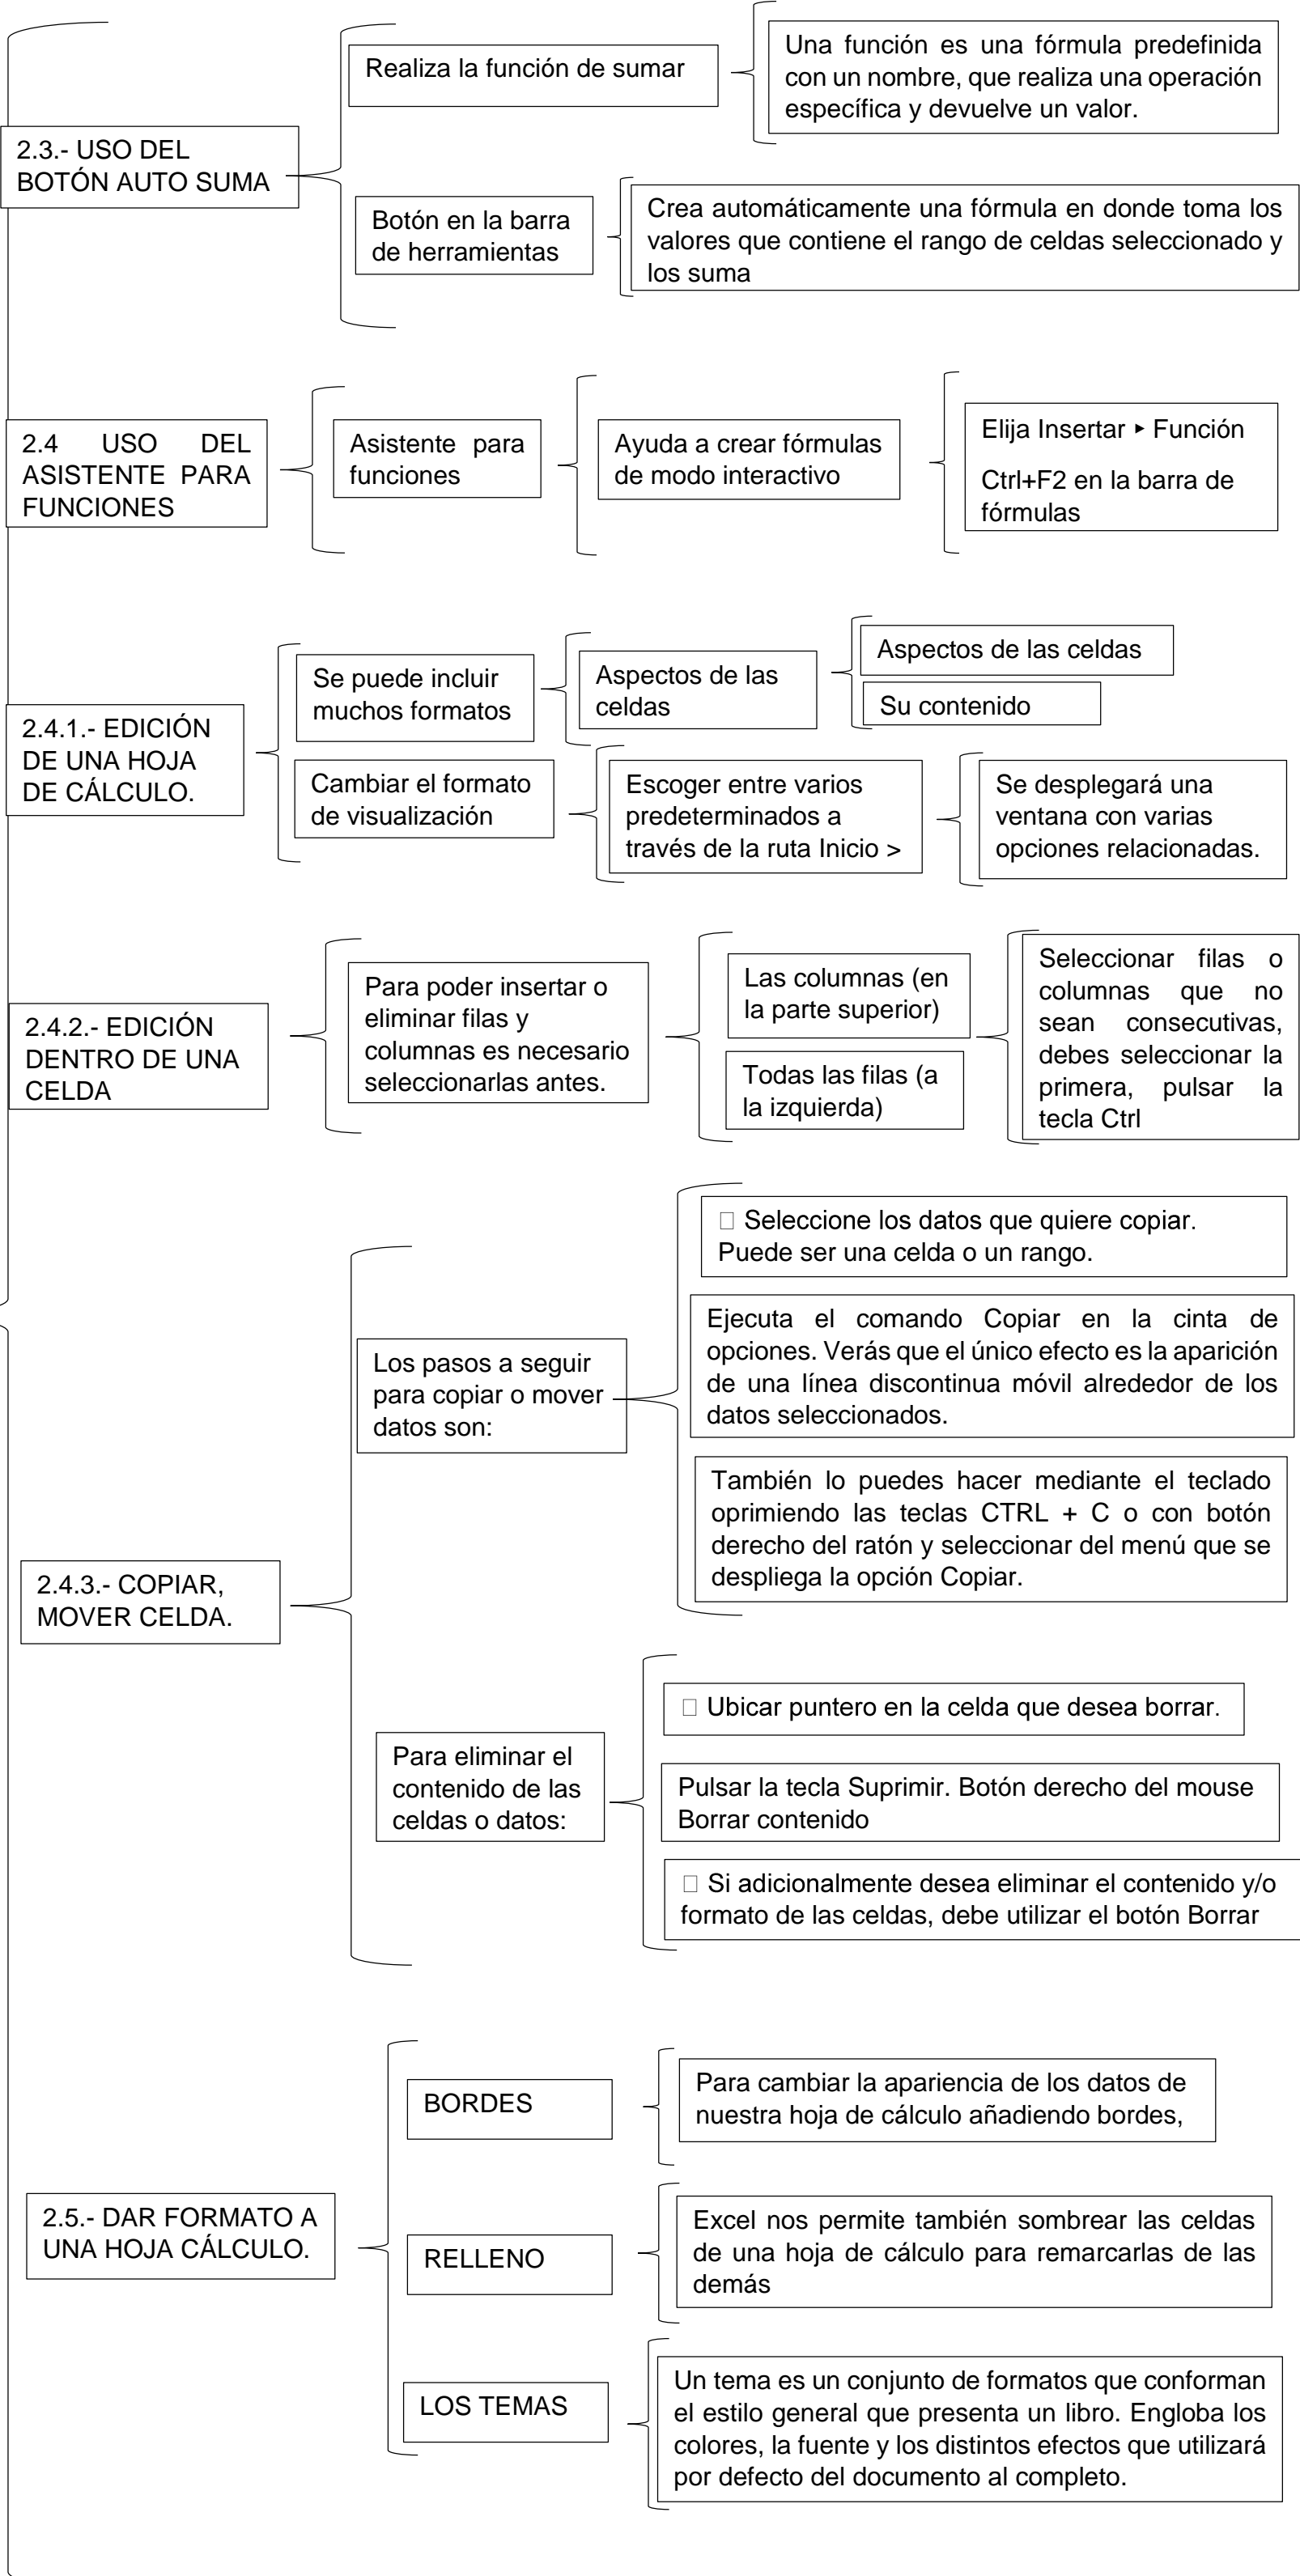 2.3.- USO DEL
BOTÓN AUTO SUMA
Realiza la función de sumar
Una función es una fórmula predefinida
con un nombre, que realiza una operación
específica y devuelve un valor.
Botón en la barra
de herramientas
Crea automáticamente una fórmula en donde toma los
valores que contiene el rango de celdas seleccionado y
los suma
2.4 USO DEL
ASISTENTE PARA
FUNCIONES
Asistente para
funciones
Ayuda a crear fórmulas
de modo interactivo
Elija Insertar ▸ Función
Ctrl+F2 en la barra de
fórmulas
2.4.1.- EDICIÓN
DE UNA HOJA
DE CÁLCULO.
Se puede incluir
muchos formatos
Aspectos de las
celdas
Aspectos de las celdas
Su contenido
Cambiar el formato
de visualización
Escoger entre varios
predeterminados a
través de la ruta Inicio >
Se desplegará una
ventana con varias
opciones relacionadas.
2.4.2.- EDICIÓN
DENTRO DE UNA
CELDA
Para poder insertar o
eliminar filas y
columnas es necesario
seleccionarlas antes.
Las columnas (en
la parte superior)
Todas las filas (a
la izquierda)
Seleccionar filas o
columnas que no
sean consecutivas,
debes seleccionar la
primera, pulsar la
tecla Ctrl
2.4.3.- COPIAR,
MOVER CELDA.
Los pasos a seguir
para copiar o mover
datos son:
□ Seleccione los datos que quiere copiar.
Puede ser una celda o un rango.
Ejecuta el comando Copiar en la cinta de
opciones. Verás que el único efecto es la aparición
de una línea discontinua móvil alrededor de los
datos seleccionados.
También lo puedes hacer mediante el teclado
oprimiendo las teclas CTRL + C o con botón
derecho del ratón y seleccionar del menú que se
despliega la opción Copiar.
Para eliminar el
contenido de las
celdas o datos:
□ Ubicar puntero en la celda que desea borrar.
Pulsar la tecla Suprimir. Botón derecho del mouse
Borrar contenido
□ Si adicionalmente desea eliminar el contenido y/o
formato de las celdas, debe utilizar el botón Borrar
2.5.- DAR FORMATO A
UNA HOJA CÁLCULO.
BORDES
Para cambiar la apariencia de los datos de
nuestra hoja de cálculo añadiendo bordes,
RELLENO
Excel nos permite también sombrear las celdas
de una hoja de cálculo para remarcarlas de las
demás
LOS TEMAS
Un tema es un conjunto de formatos que conforman
el estilo general que presenta un libro. Engloba los
colores, la fuente y los distintos efectos que utilizará
por defecto del documento al completo.